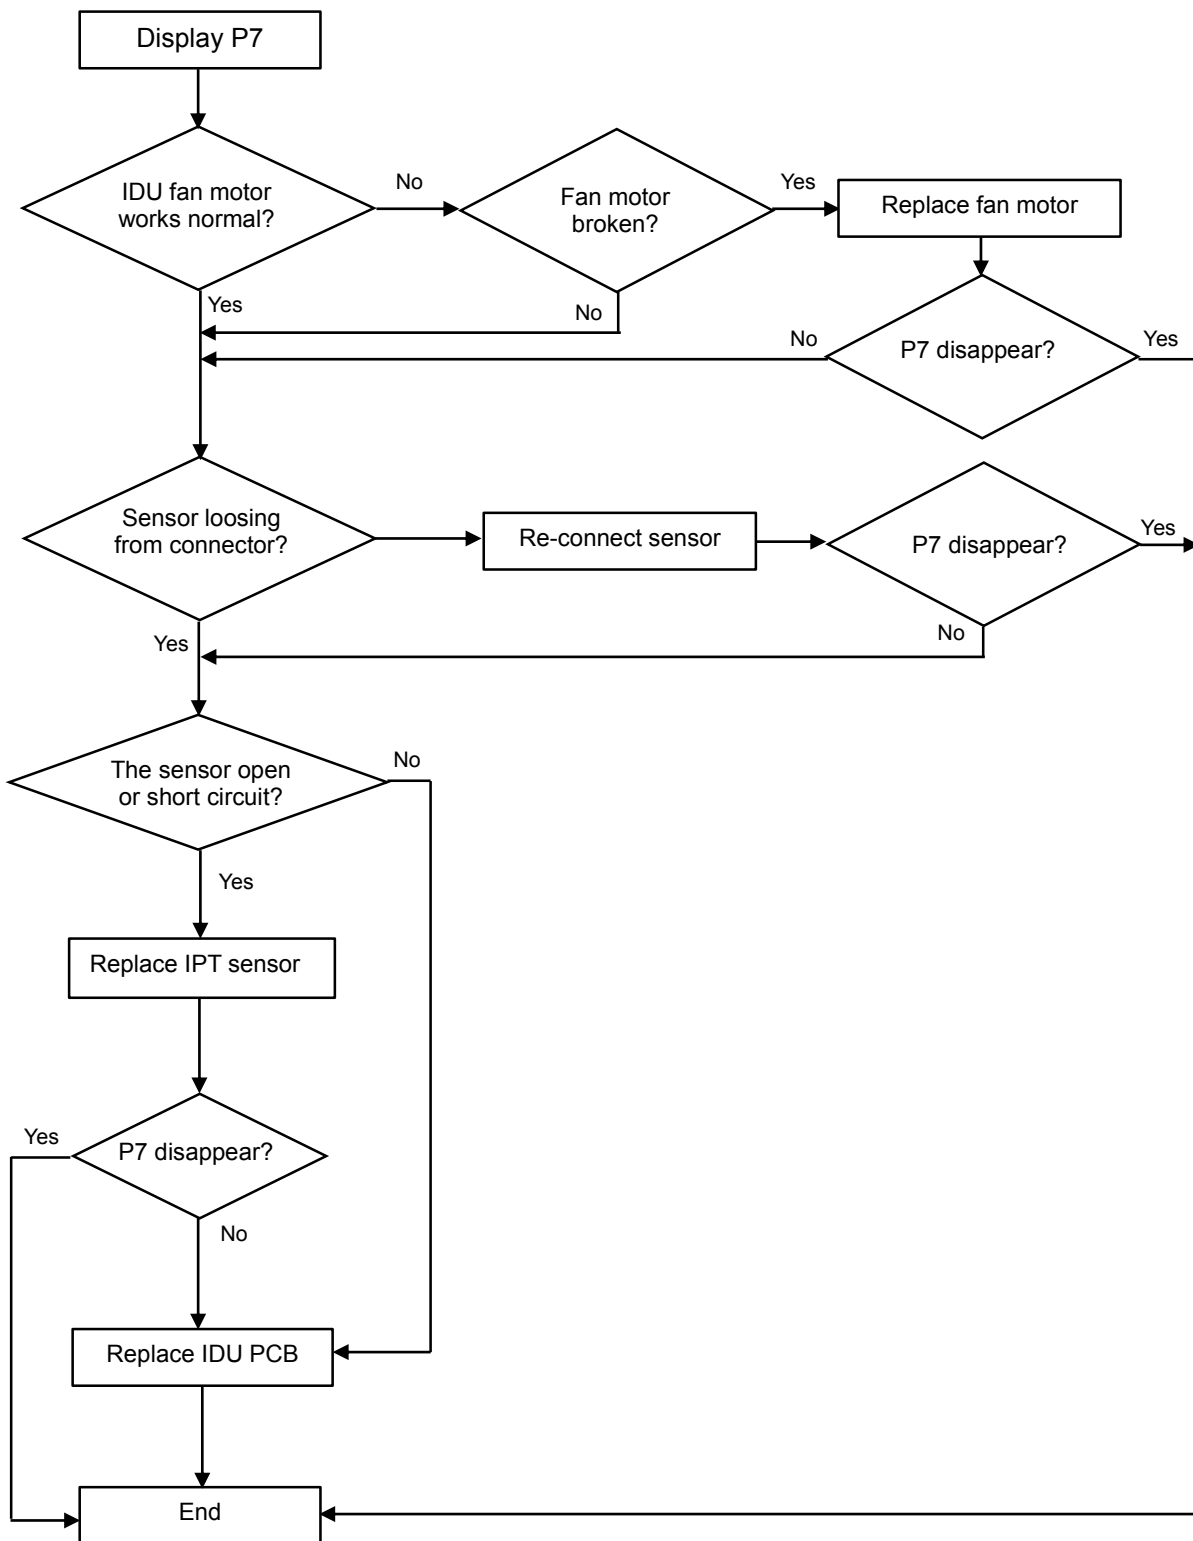 Display P7
IDU fan motor
works normal?
No
Fan motor
broken?
Yes
Replace fan motor
Yes
No
No
P7 disappear?
Yes
Sensor loosing
from connector?
Re-connect sensor
P7 disappear?
Yes
Yes
No
The sensor open
or short circuit?
No
Yes
Replace IPT sensor
Yes
P7 disappear?
No
Replace IDU PCB
End